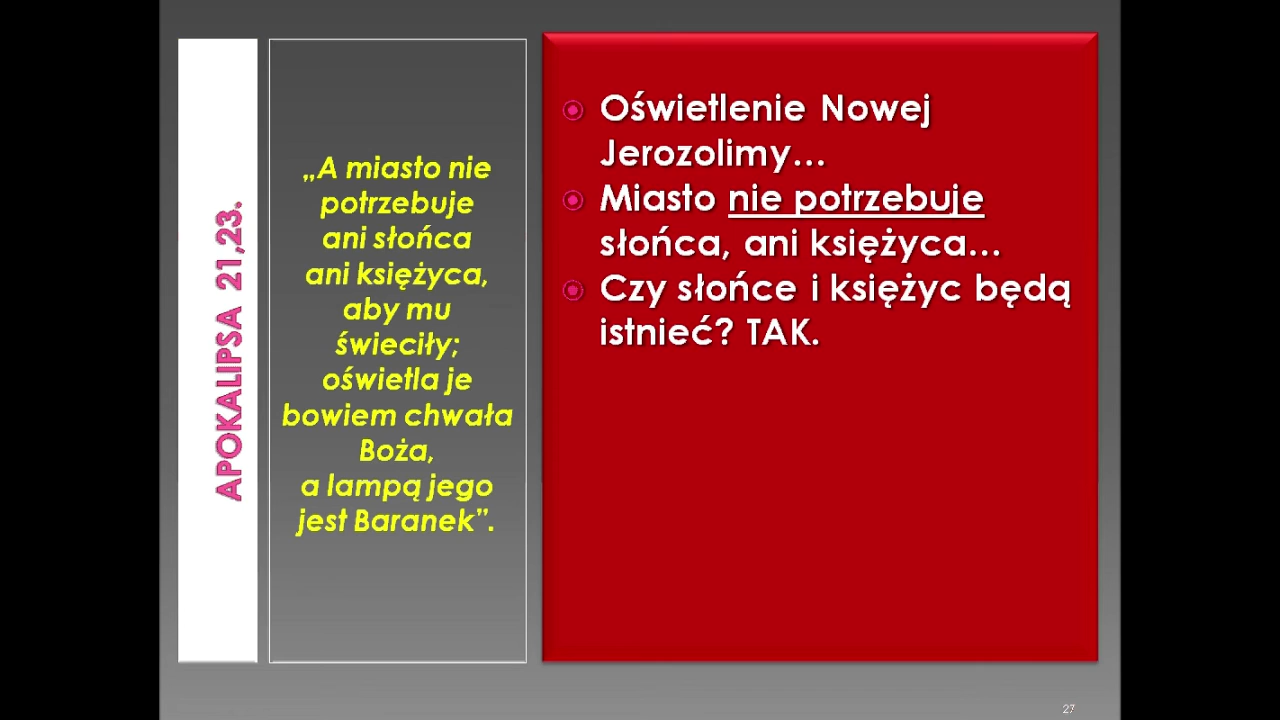 APOKALIPSA 21,23.
„A miasto nie
potrzebuje
ani słońca
ani księżyca,
aby mu
świeciły;
oświetla je
bowiem chwała
Boża,
a lampą jego
jest Baranek”.
Oświetlenie Nowej
Jerozolimy…
Miasto nie potrzebuje
słońca, ani księżyca…
Czy słońce i księżyc będą
istnieć? TAK.
27